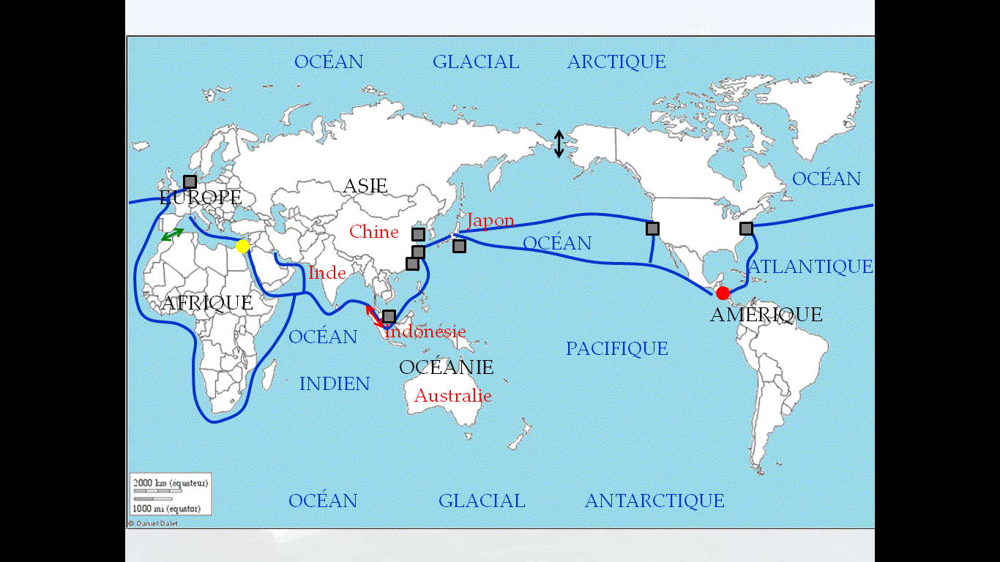 OCÉAN GLACIAL ARCTIQUE
OCÉAN
ASIE
EUROPE
Japon
Chine
OCÉAN
ATLANTIQUE
Inde
AFRIQUE
AMÉRIQUE
Indonésie
OCÉAN
PACIFIQUE
OCÉANIE
INDIEN
Australie
2000 km (équateur)
1000 mi (equator)
OCÉAN GLACIAL ANTARCTIQUE
© Daniel Dalet